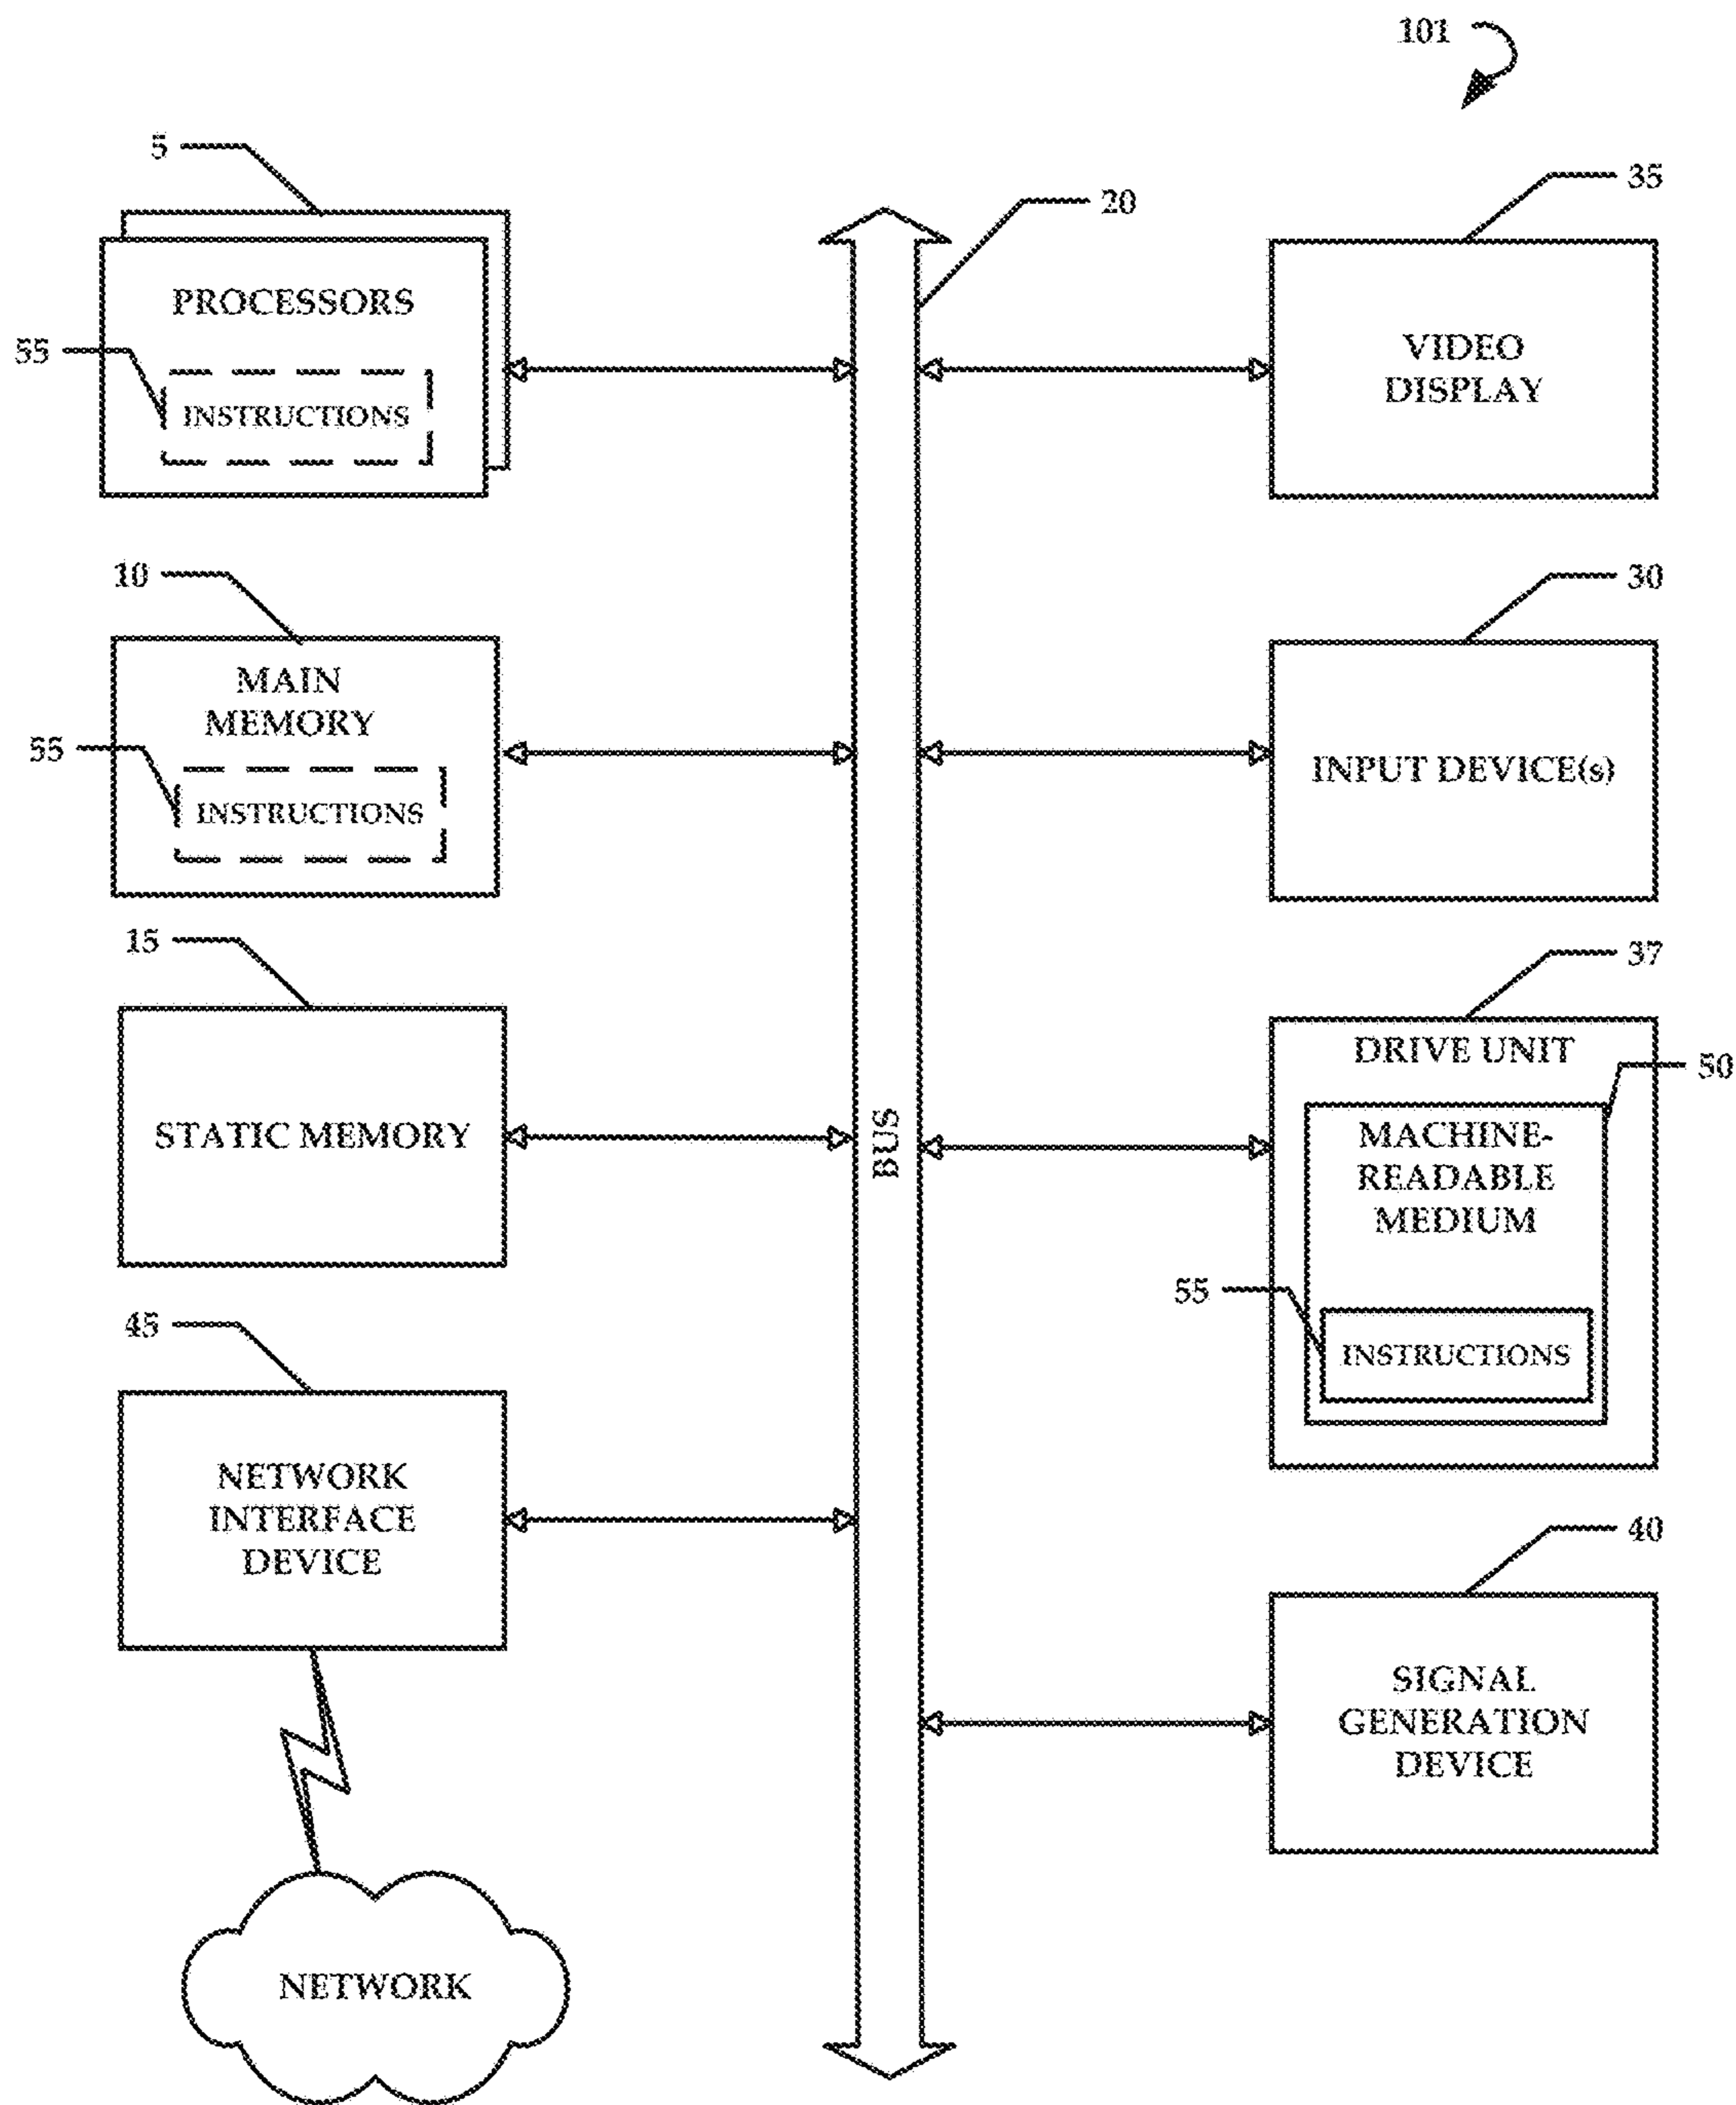 101
5
PROCESSORS
55
INSTRUCTIONS
20
35
VIDEO
DISPLAY
10
MAIN
MEMORY
55
INSTRUCTIONS
30
INPUT DEVICE(s)
15
STATIC MEMORY
BUS
37
DRIVE UNIT
50
MACHINE-
READABLE
MEDIUM
55
INSTRUCTIONS
45
NETWORK
INTERFACE
DEVICE
40
SIGNAL
GENERATION
DEVICE
NETWORK